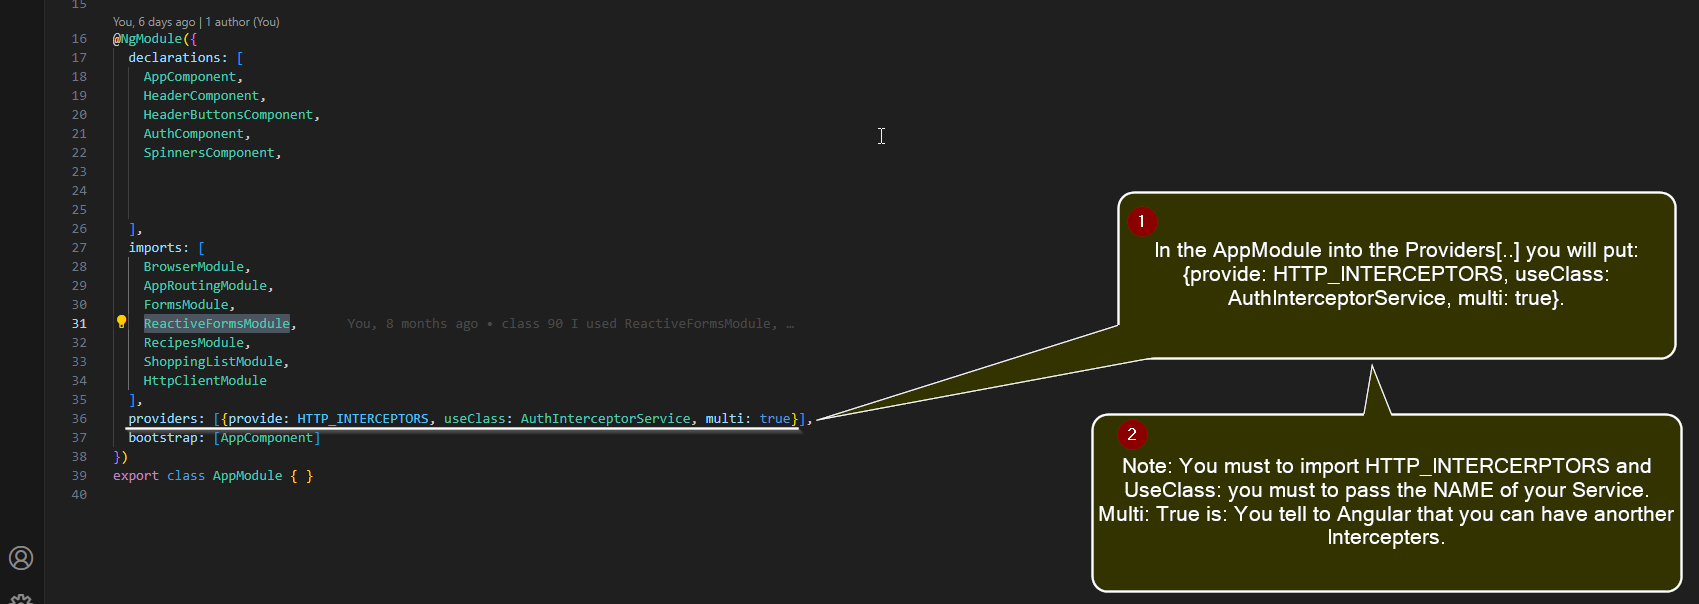 15
You, 6 days ago | 1 author (You)
16 @NgModule({
17 declarations: [
18 AppComponent,
19 HeaderComponent,
20 HeaderButtonsComponent,
21 AuthComponent,
22 SpinnersComponent,
23
24
25
26 ],
27 imports: [
28 BrowserModule,
29 AppRoutingModule,
30 FormsModule,
31 ReactiveFormsModule, You, 8 months ago • class 90 I used ReactiveFormsModule, …
32 RecipesModule,
33 ShoppingListModule,
34 HttpClientModule
35 ],
36 providers: [{provide: HTTP_INTERCEPTORS, useClass: AuthInterceptorService, multi: true}],
37 bootstrap: [AppComponent]
38 })
39 export class AppModule { }
40
1
In the AppModule into the Providers[..] you will put:
{provide: HTTP_INTERCEPTORS, useClass:
AuthInterceptorService, multi: true}.
2
Note: You must to import HTTP_INTERCERPTORS and
UseClass: you must to pass the NAME of your Service.
Multi: True is: You tell to Angular that you can have anorther
Intercepters.